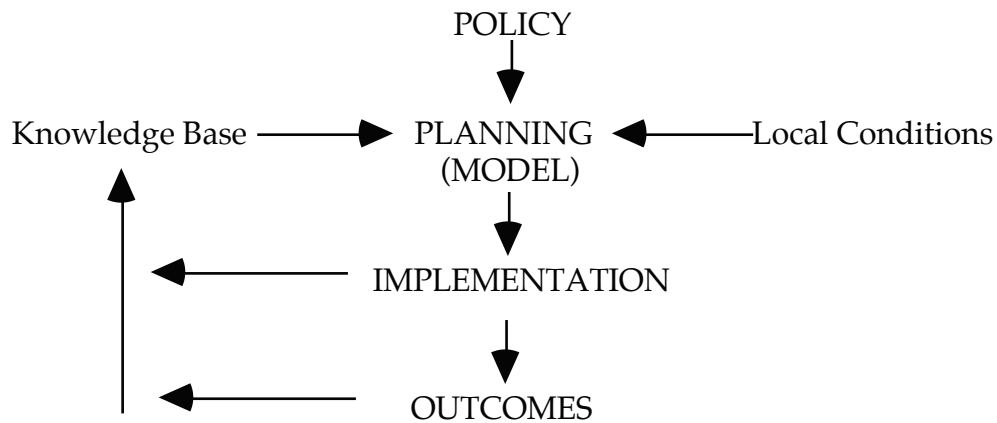 POLICY
Knowledge Base
PLANNING
(MODEL)
Local Conditions
IMPLEMENTATION
OUTCOMES